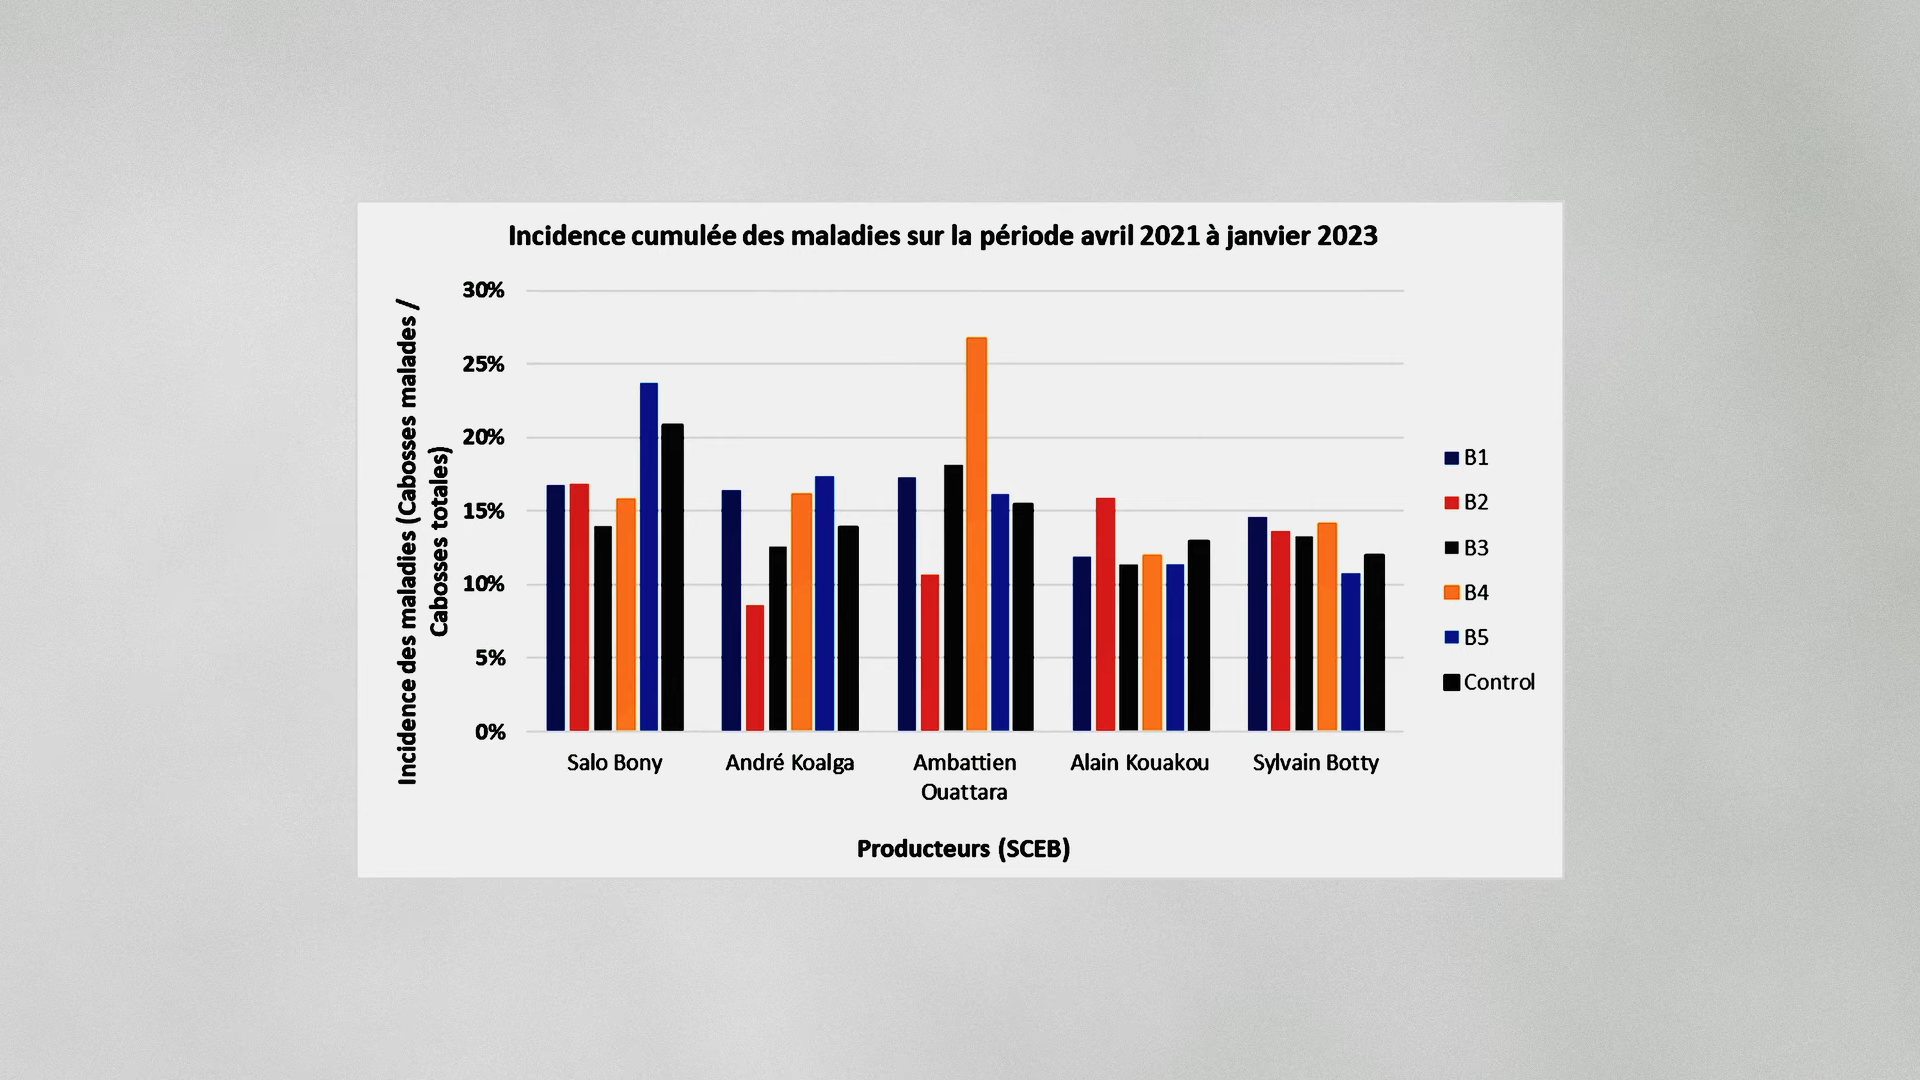 Incidence cumulée des maladies sur la période avril 2021 à janvier 2023
Incidence des maladies (Cabosses malades /
Cabosses totales)
30%
25%
20%
15%
10%
5%
0%
Salo Bony
André Koalga
Ambattien
Ouattara
Alain Kouakou
Sylvain Botty
Producteurs (SCEB)
B1
B2
B3
B4
B5
Control